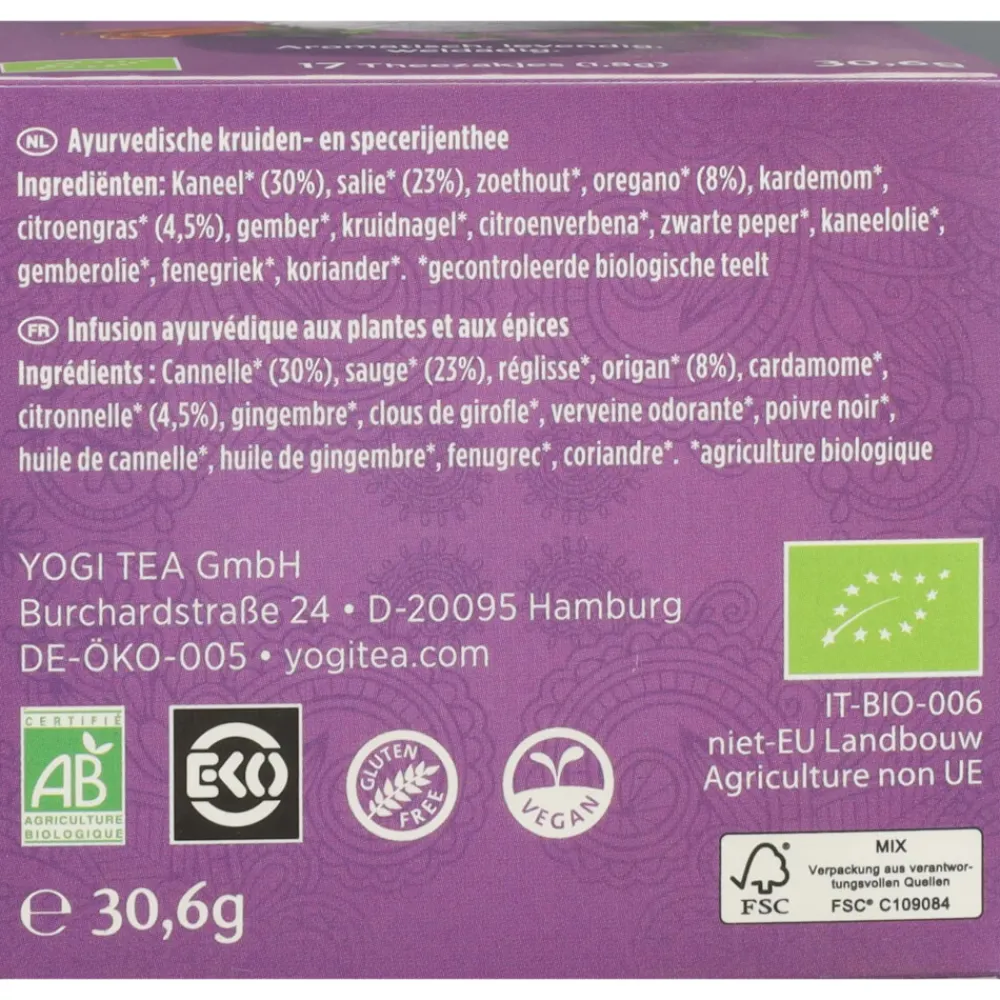 Aromatisch, levendig,
weldadig.
17 Theezakjes (1,8g) 30,6g
NL Ayurvedische kruiden- en specerijenthee
Ingrediënten: Kaneel* (30%), salie* (23%), zoethout*, oregano* (8%), kardemom*,
citroengras* (4,5%), gember*, kruidnagel*, citroenverbena*, zwarte peper*, kaneelolie*,
gemberolie*, fenegriek*, koriander*. *gecontroleerde biologische teelt
FR Infusion ayurvédique aux plantes et aux épices
Ingrédients : Cannelle* (30%), sauge* (23%), réglisse*, origan* (8%), cardamome*,
citronnelle* (4,5%), gingembre*, clous de girofle*, verveine odorante*, poivre noir*,
huile de cannelle*, huile de gingembre*, fenugrec*, coriandre*. *agriculture biologique
YOGI TEA GmbH
Burchardstraße 24 • D-20095 Hamburg
DE-ÖKO-005 • yogitea.com
IT-BIO-006
niet-EU Landbouw
Agriculture non UE
CERTIFIÉ
AB
AGRICULTURE
BIOLOGIQUE
EKO
GLUTEN
FREE
VEGAN
MIX
Verpackung aus verantwor-
tungsvollen Quellen
FSC® C109084
FSC
℮ 30,6g